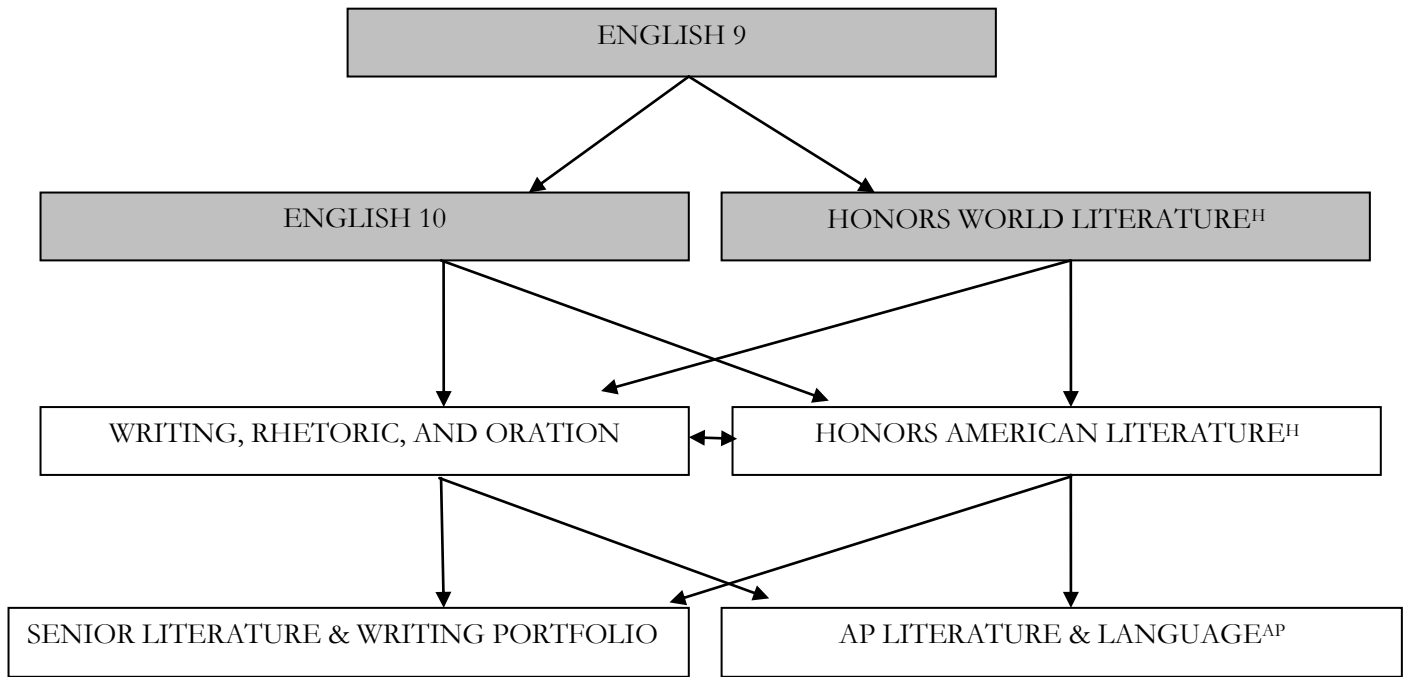 ENGLISH 9
ENGLISH 10
HONORS WORLD LITERATUREᴴ
WRITING, RHETORIC, AND ORATION
HONORS AMERICAN LITERATUREᴴ
SENIOR LITERATURE & WRITING PORTFOLIO
AP LITERATURE & LANGUAGEᴬᴾ